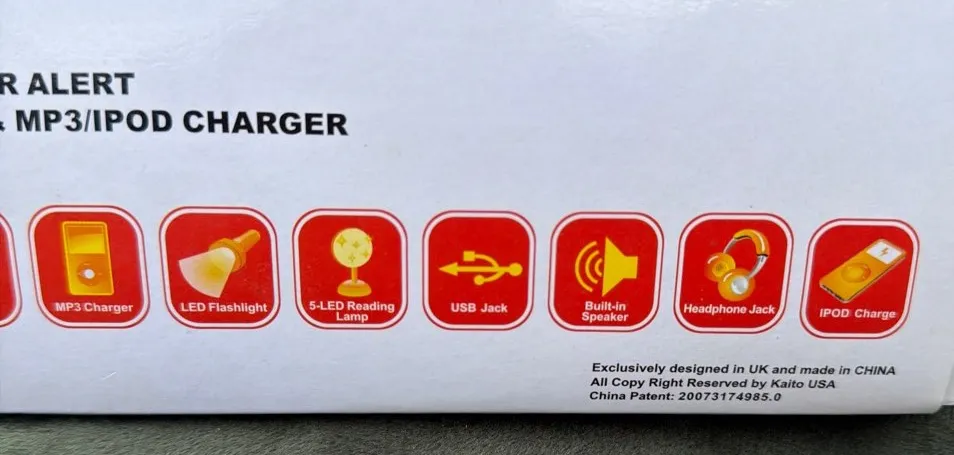 R ALERT
& MP3/IPOD CHARGER
MP3 Charger
LED Flashlight
5-LED Reading
Lamp
USB Jack
Built-in
Speaker
Headphone Jack
IPOD Charge
Exclusively designed in UK and made in CHINA
All Copy Right Reserved by Kaito USA
China Patent: 20073174985.0